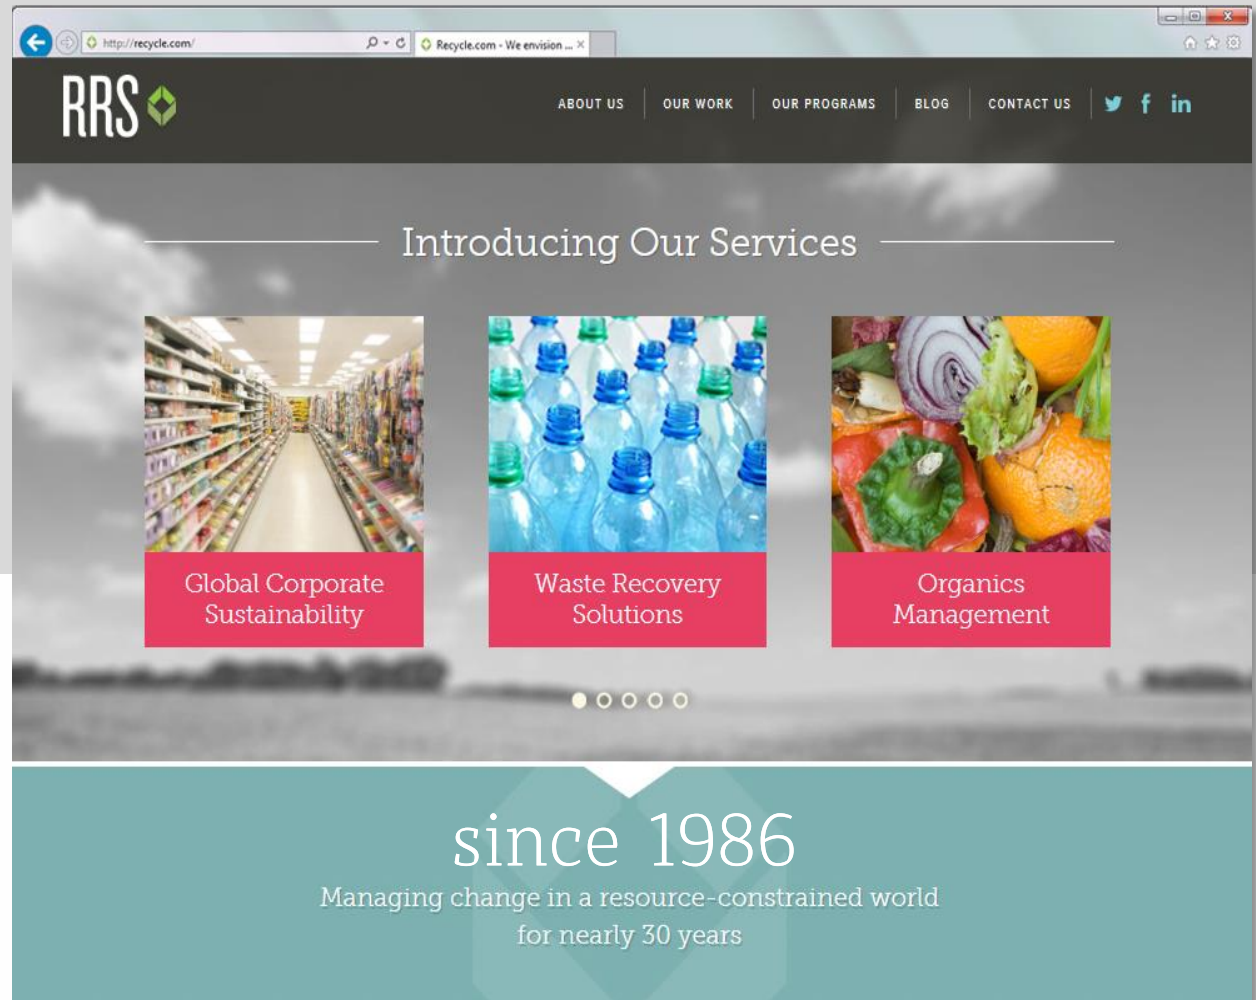 http://recycle.com/
Recycle.com - We envision ...
RRS
ABOUT US
OUR WORK
OUR PROGRAMS
BLOG
CONTACT US
Introducing Our Services
Global Corporate
Sustainability
Waste Recovery
Solutions
Organics
Management
since 1986
Managing change in a resource-constrained world
for nearly 30 years